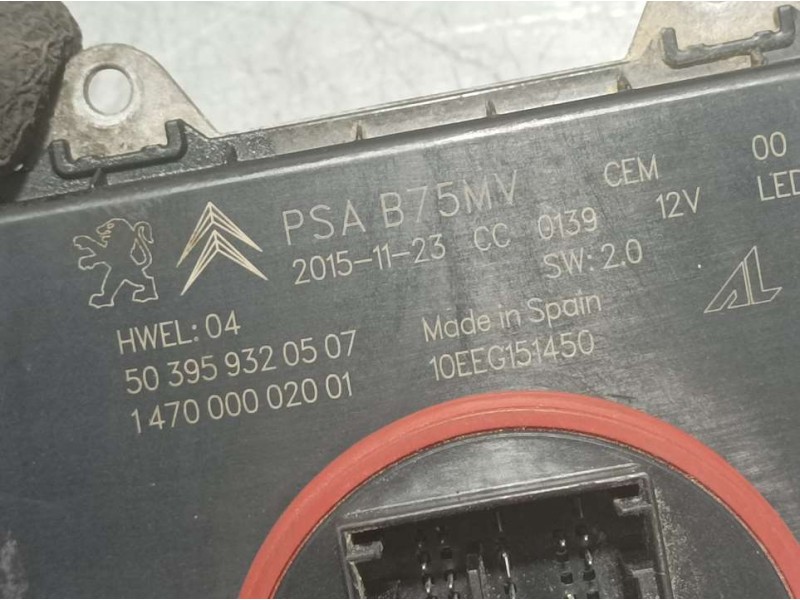 PSA B75MV CEM 00
2015-11-23 CC 0139 12V LED
SW: 2.0
HWEL: 04
Made in Spain
50 395 932 05 07
10EEG151450
1 470 000 020 01
AL